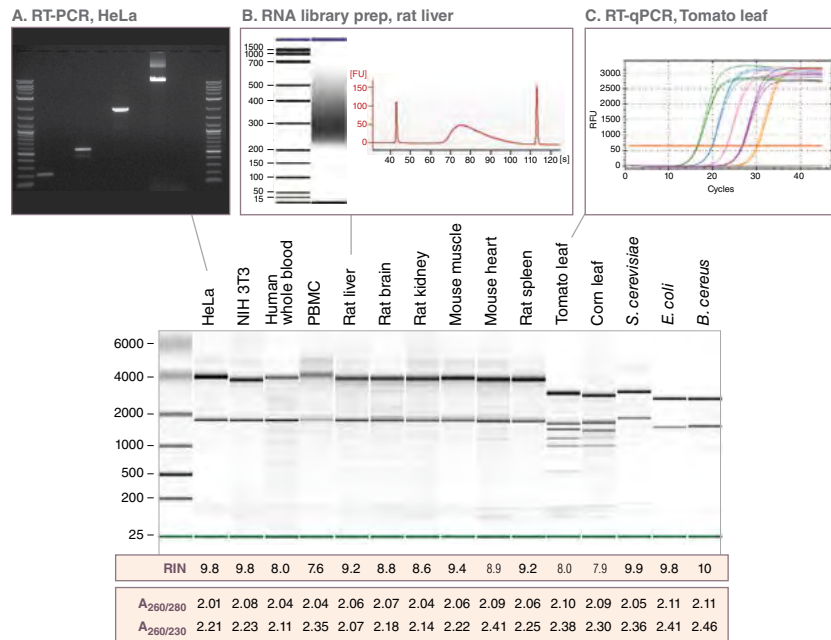 A. RT-PCR, HeLa
B. RNA library prep, rat liver
C. RT-qPCR, Tomato leaf
1500
1000
700
500
400
300
200
150
100
50
15
[FU]
150
100
50
0
40 50 60 70 80 90 100 110 [s] 120
RFU
3000
2500
2000
1500
1000
50
0
0 10 20 30 40
Cycles
HeLa
NIH 3T3
Human whole blood
PBMC
Rat liver
Rat brain
Rat kidney
Mouse muscle
Mouse heart
Rat spleen
Tomato leaf
Corn leaf
S. cerevisiae
E. coli
B. cereus
6000
4000
2000
1000
500
200
25
RIN 9.8 9.8 8.0 7.6 9.2 8.8 8.6 9.4 8.9 9.2 8.0 7.9 9.9 9.8 10
A260/280 2.01 2.08 2.04 2.04 2.06 2.07 2.04 2.06 2.09 2.06 2.10 2.09 2.05 2.11 2.11
A260/230 2.21 2.23 2.11 2.35 2.07 2.18 2.14 2.22 2.41 2.25 2.38 2.30 2.36 2.41 2.46